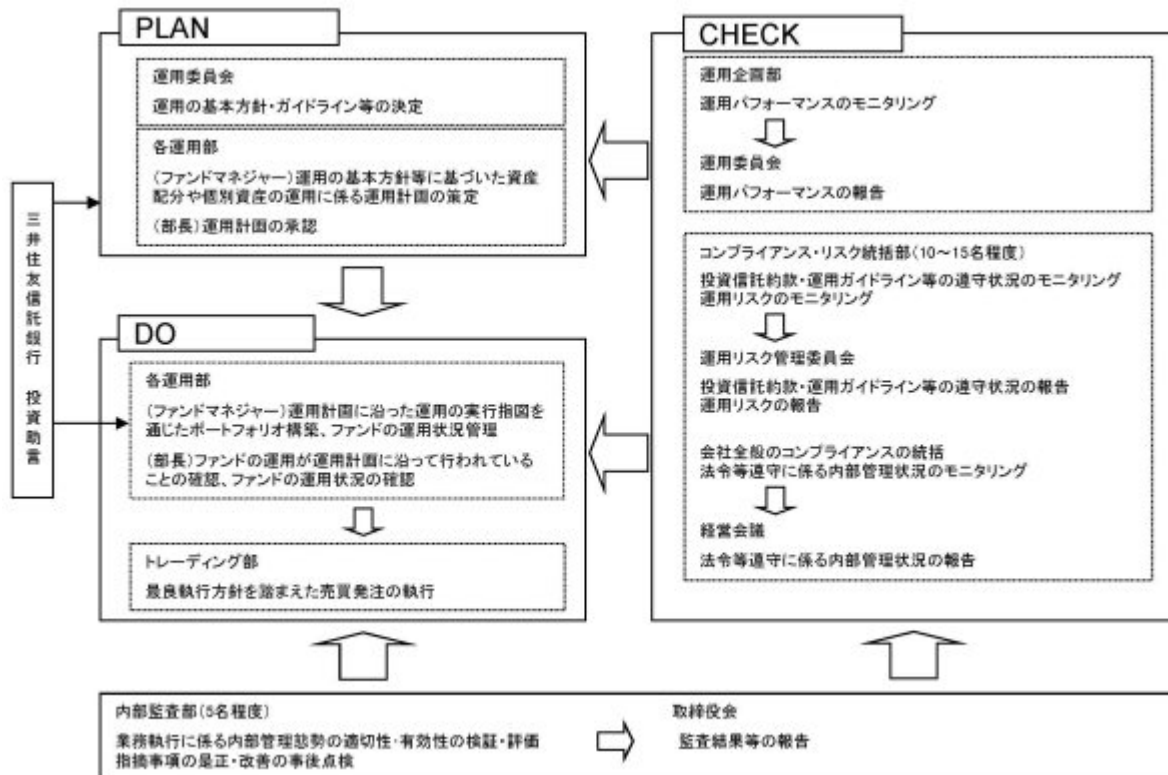 PLAN
運用委員会
運用の基本方針・ガイドライン等の決定
各運用部
(ファンドマネジャー)運用の基本方針等に基づいた資産
配分や個別資産の運用に係る運用計画の策定
(部長)運用計画の承認
三井住友信託銀行 投資助言
DO
各運用部
(ファンドマネジャー)運用計画に沿った運用の実行指図を
通じたポートフォリオ構築、ファンドの運用状況管理
(部長)ファンドの運用が運用計画に沿って行われている
ことの確認、ファンドの運用状況の確認
トレーディング部
最良執行方針を踏まえた売買発注の執行
CHECK
運用企画部
運用パフォーマンスのモニタリング
運用委員会
運用パフォーマンスの報告
コンプライアンス・リスク統括部(10~15名程度)
投資信託約款・運用ガイドライン等の遵守状況のモニタリング
運用リスクのモニタリング
運用リスク管理委員会
投資信託約款・運用ガイドライン等の遵守状況の報告
運用リスクの報告
会社全般のコンプライアンスの統括
法令等遵守に係る内部管理状況のモニタリング
経営会議
法令等遵守に係る内部管理状況の報告
内部監査部(5名程度)
業務執行に係る内部管理態勢の適切性・有効性の検証・評価
指摘事項の是正・改善の事後点検
取締役会
監査結果等の報告